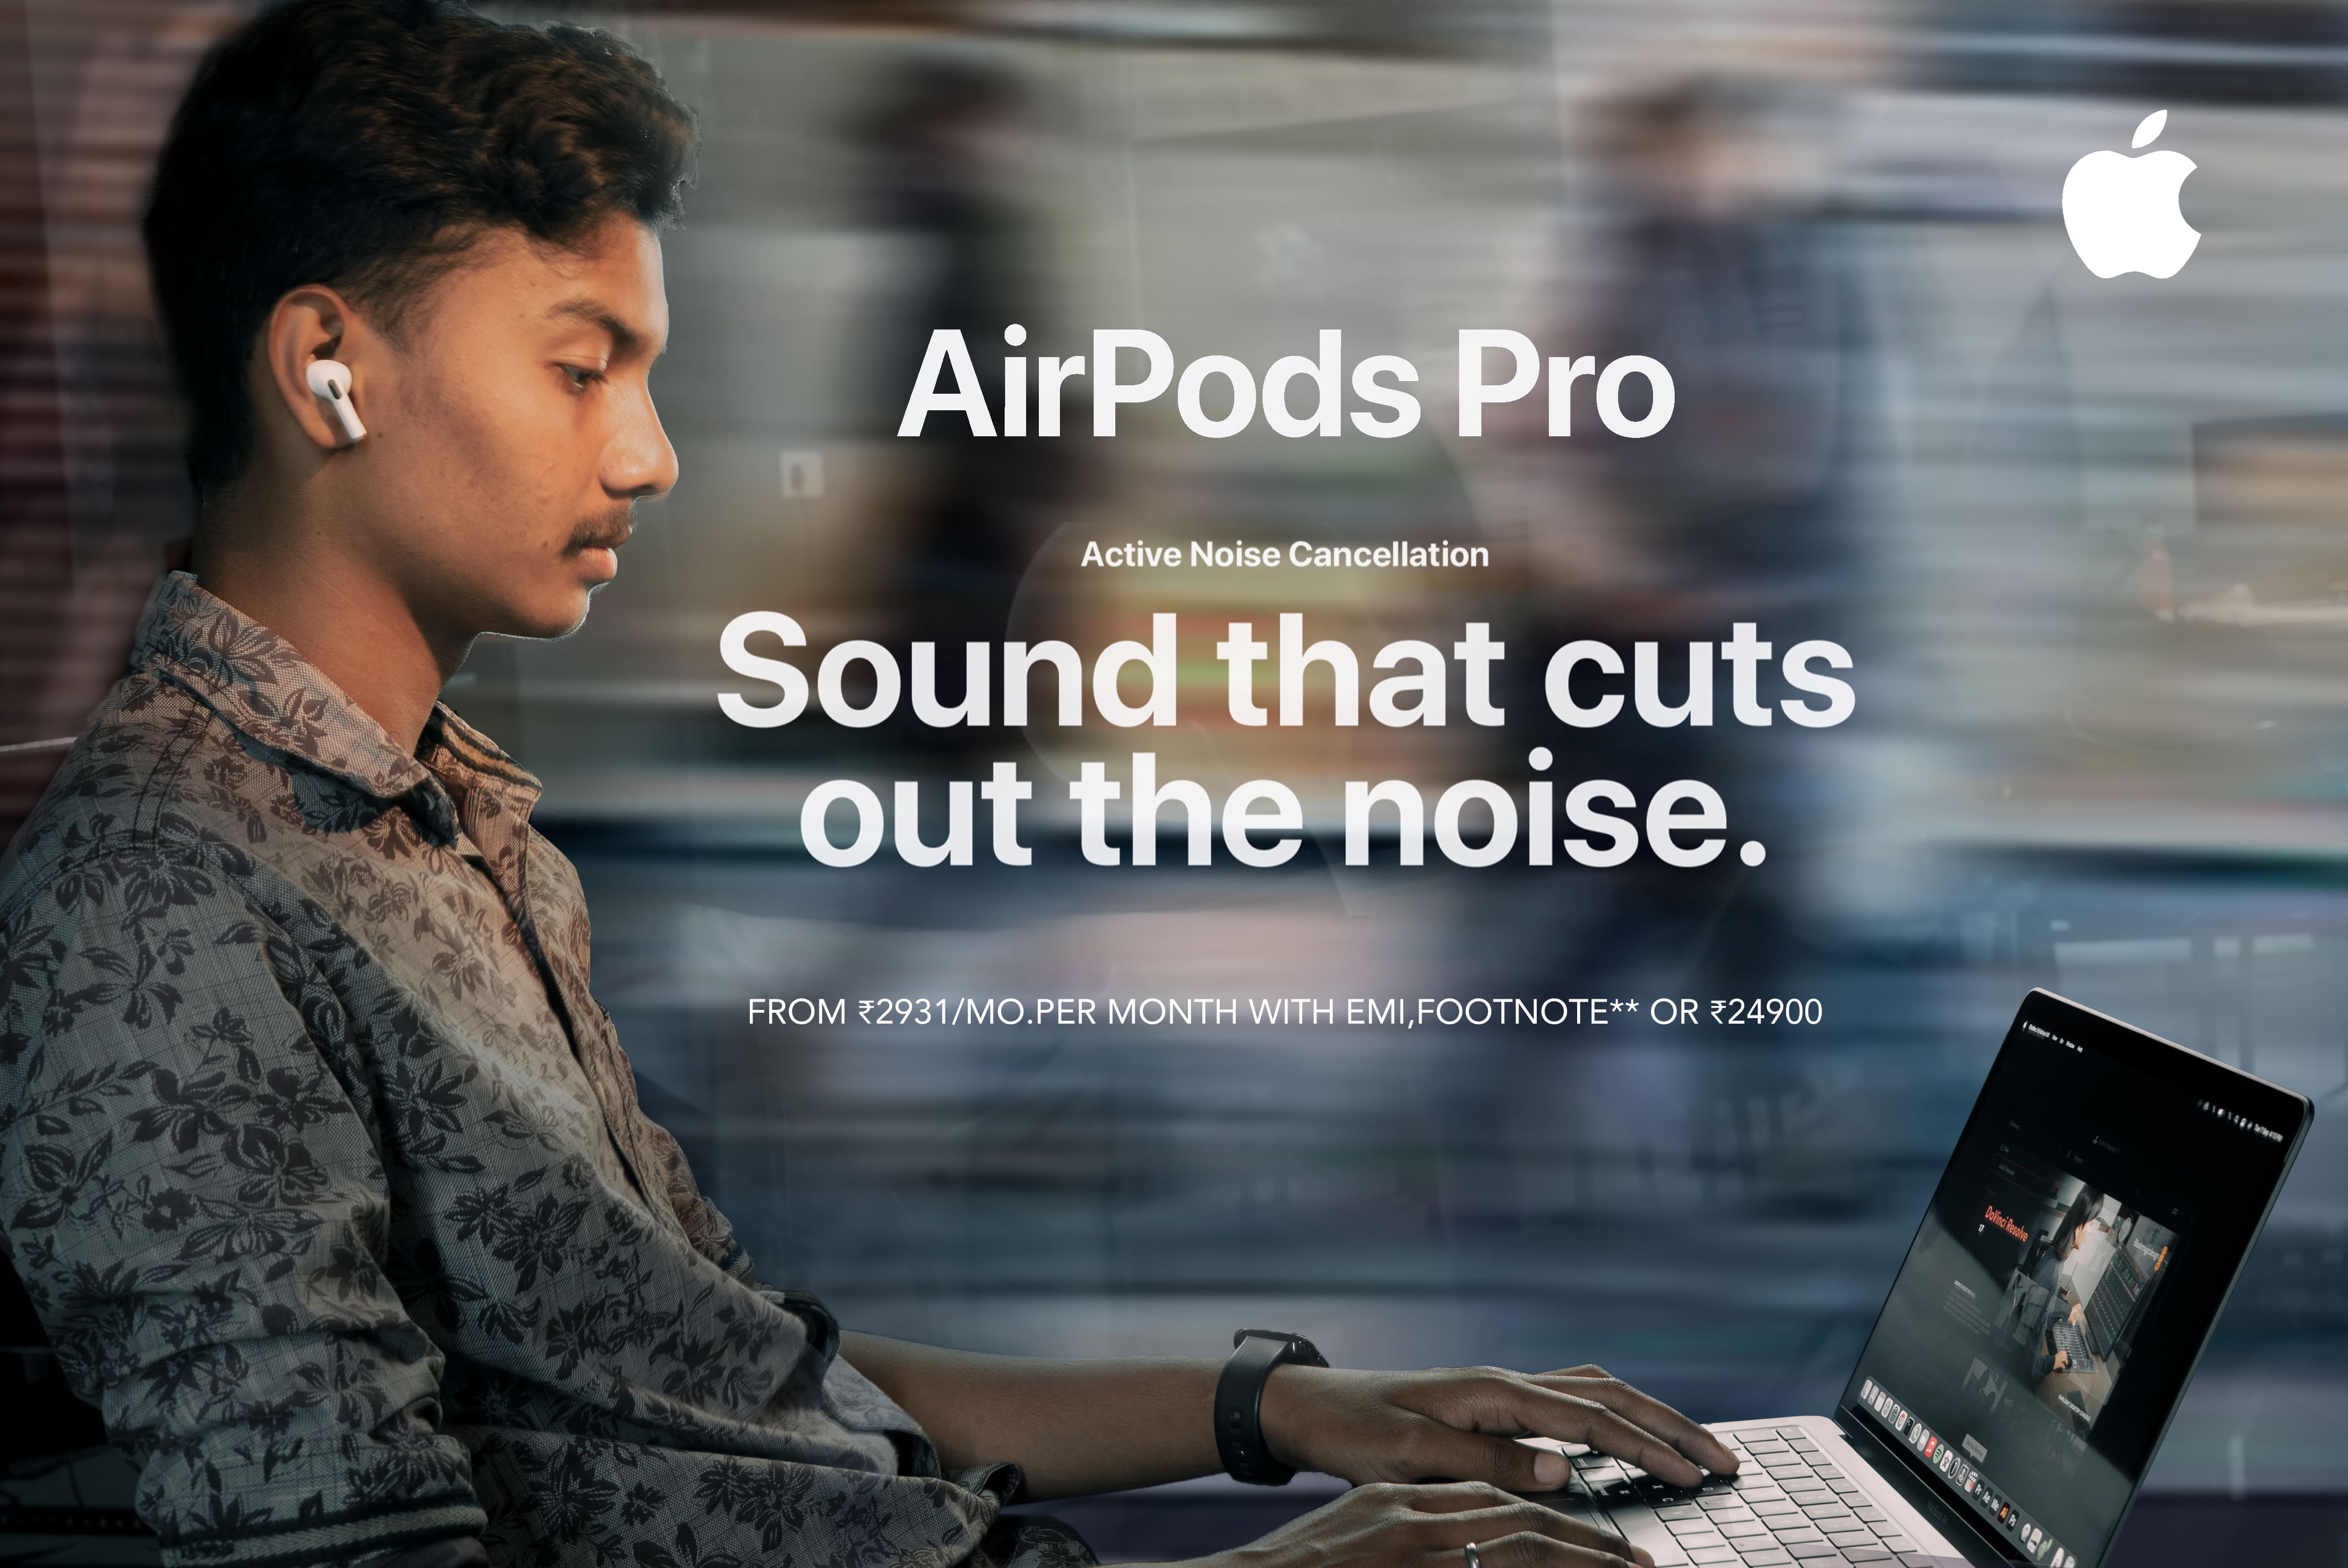 AirPods Pro
Active Noise Cancellation
Sound that cuts
out the noise.
FROM ₹2931/MO.PER MONTH WITH EMI,FOOTNOTE** OR ₹24900
DaVinci Resolve
17